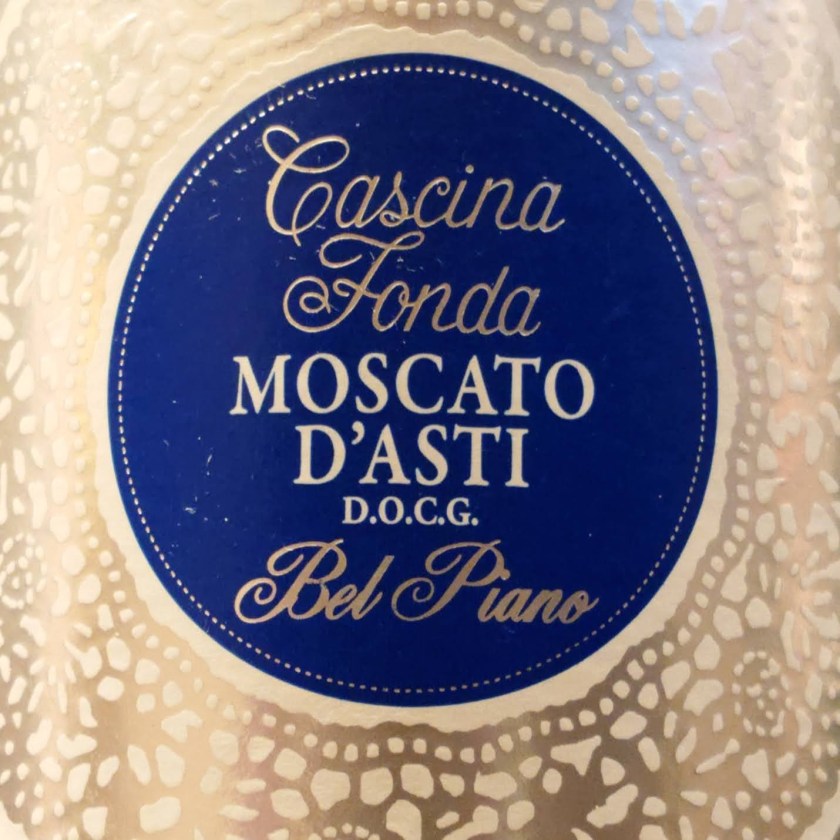 Cascina
Fonda
MOSCATO
D'ASTI
D.O.C.G.
Bel Piano